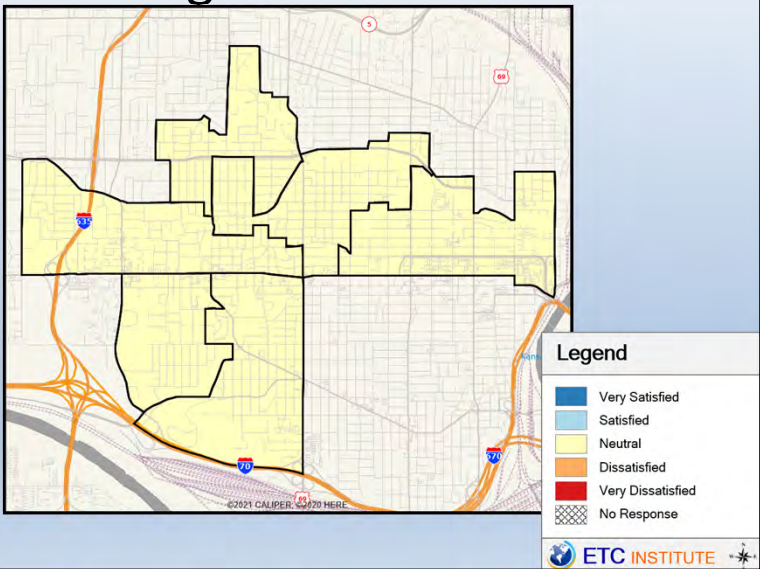 5
69
635
Legend
Very Satisfied
Satisfied
Neutral
Dissatisfied
Very Dissatisfied
No Response
670
70
69
©2021 CALIPER; ©2020 HERE
ETC INSTITUTE